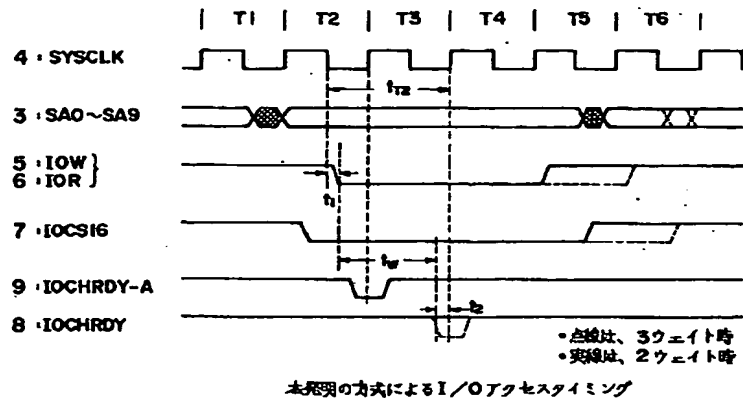 T1 T2 T3 T4 T5 T6
4 : SYSCLK
tT2
3 : SA0～SA9
5 : IOW
6 : IOR
t1
7 : IOCS16
tW
9 : IOCHRDY-A
t2
8 : IOCHRDY
•点線は、3ウェイト時
•実線は、2ウェイト時
本発明の方式によるI／Oアクセスタイミング